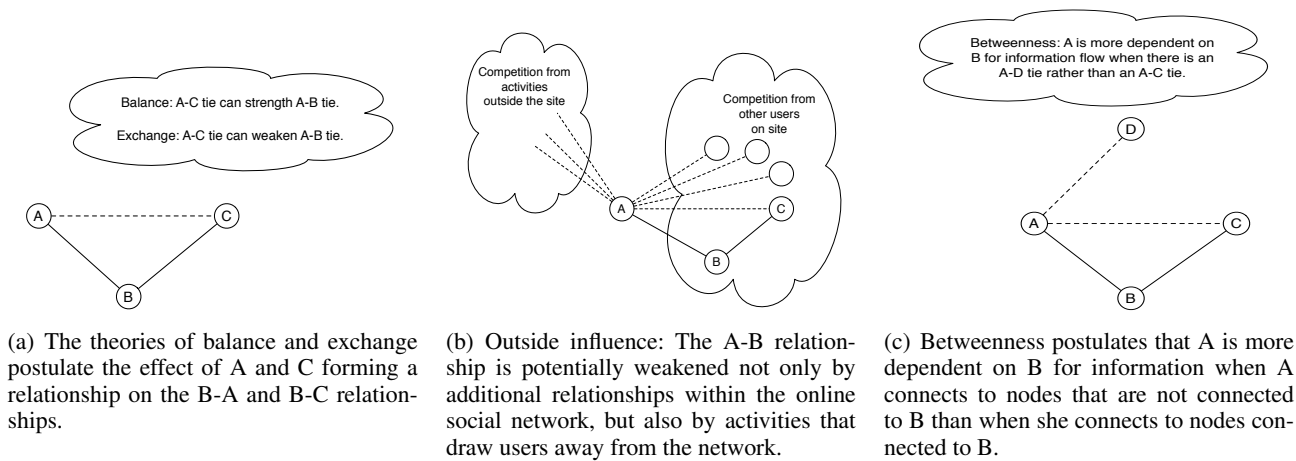 Balance: A-C tie can strength A-B tie.
Exchange: A-C tie can weaken A-B tie.
A
C
B
(a) The theories of balance and exchange
postulate the effect of A and C forming a
relationship on the B-A and B-C relation-
ships.
Competition from
activities
outside the site
Competition from
other users
on site
A
C
B
(b) Outside influence: The A-B relation-
ship is potentially weakened not only by
additional relationships within the online
social network, but also by activities that
draw users away from the network.
Betweenness: A is more dependent on
B for information flow when there is an
A-D tie rather than an A-C tie.
D
A
C
B
(c) Betweenness postulates that A is more
dependent on B for information when A
connects to nodes that are not connected
to B than when she connects to nodes con-
nected to B.